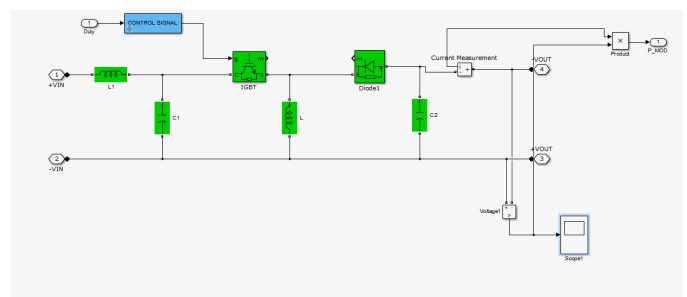 1
Duty
CONTROL SIGNAL
×
Product
1
P_MOD
g
m
IGBT
m
Diode1
Current Measurement
i
+
-
-VOUT
4
1
+VIN
L1
C1
L
C2
2
-VIN
+VOUT
3
Voltage1
+
-
v
Scope1